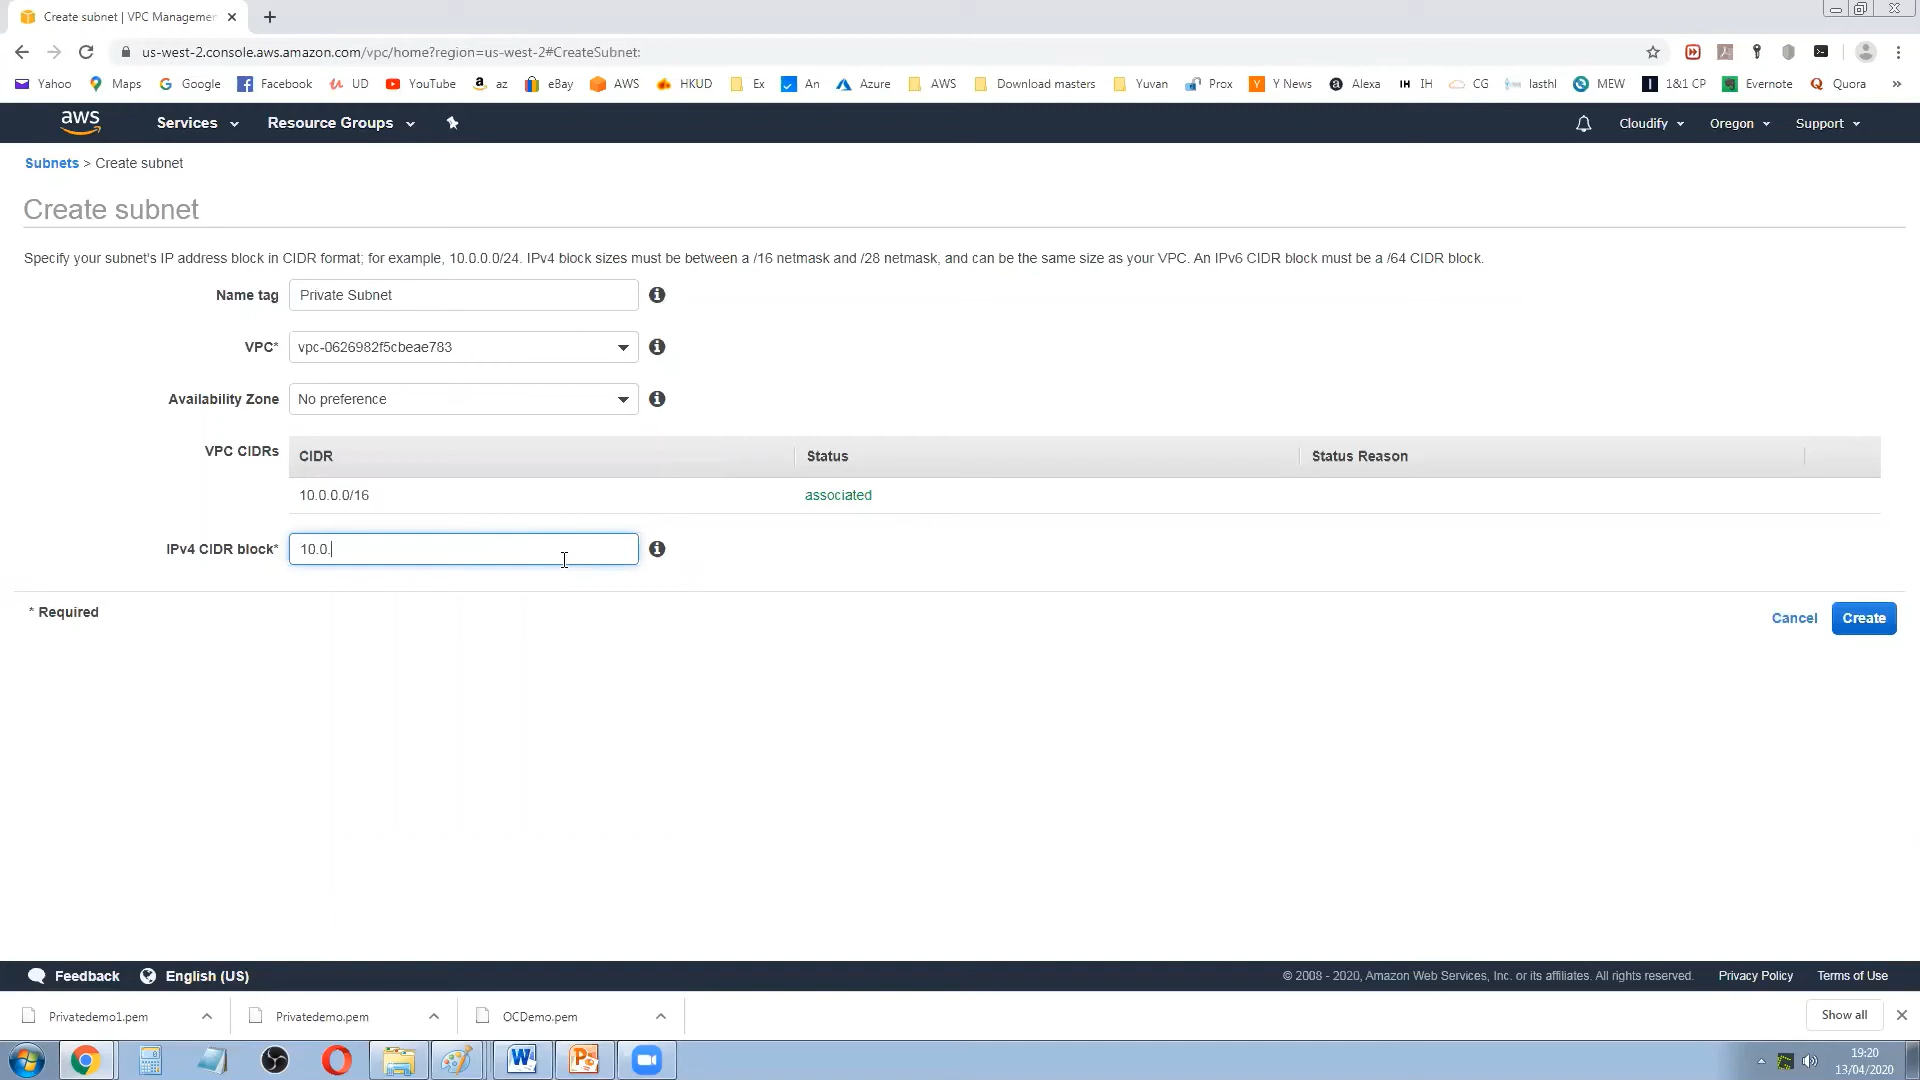 Create subnet | VPC Managemer
us-west-2.console.aws.amazon.com/vpc/home?region=us-west-2#CreateSubnet:
Yahoo Maps Google Facebook UD YouTube az eBay AWS HKUD Ex An Azure AWS Download masters Yuvan Prox Y News Alexa IH IH CG lasthl MEW 1&1 CP Evernote Quora »
aws Services Resource Groups Cloudify Oregon Support
Subnets > Create subnet
Create subnet
Specify your subnet's IP address block in CIDR format; for example, 10.0.0.0/24. IPv4 block sizes must be between a /16 netmask and /28 netmask, and can be the same size as your VPC. An IPv6 CIDR block must be a /64 CIDR block.
Name tag Private Subnet
VPC* vpc-0626982f5cbeae783
Availability Zone No preference
VPC CIDRs CIDR Status Status Reason
10.0.0.0/16 associated
IPv4 CIDR block* 10.0.
* Required Cancel Create
Feedback English (US) © 2008 - 2020, Amazon Web Services, Inc. or its affiliates. All rights reserved. Privacy Policy Terms of Use
Privatedemo1.pem Privatedemo.pem OCDemo.pem Show all
19:20
13/04/2020